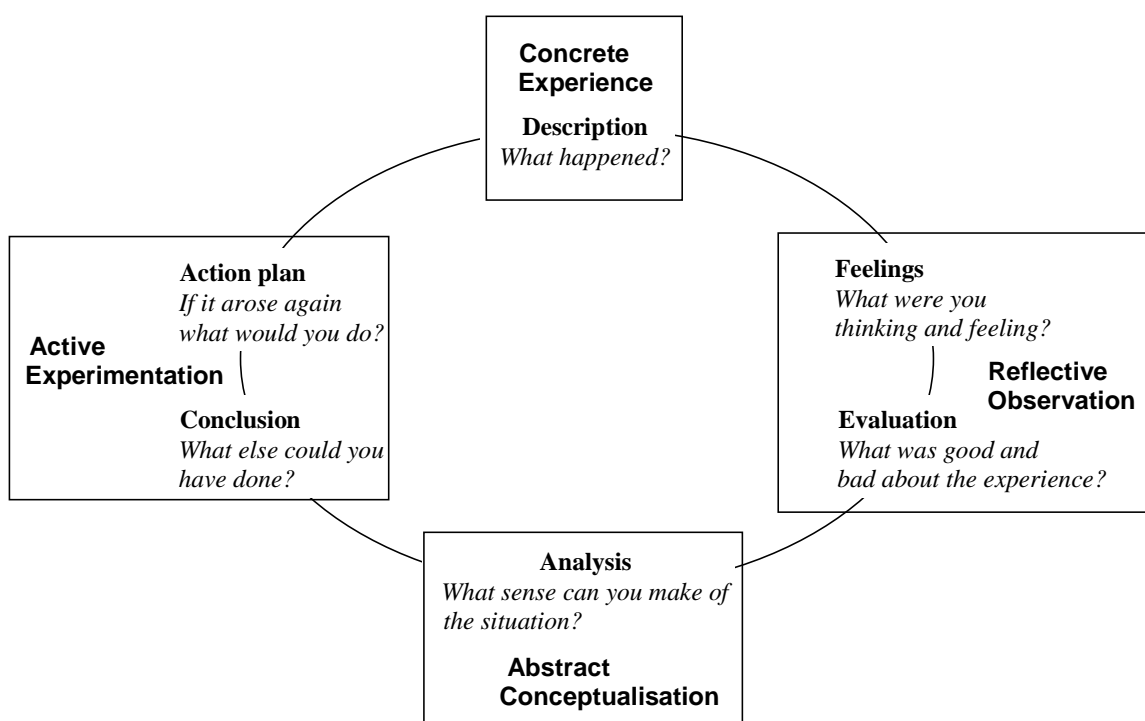 Concrete
Experience
Description
What happened?
Feelings
What were you
thinking and feeling?
Reflective
Observation
Evaluation
What was good and
bad about the experience?
Analysis
What sense can you make of
the situation?
Abstract
Conceptualisation
Action plan
If it arose again
what would you do?
Active
Experimentation
Conclusion
What else could you
have done?